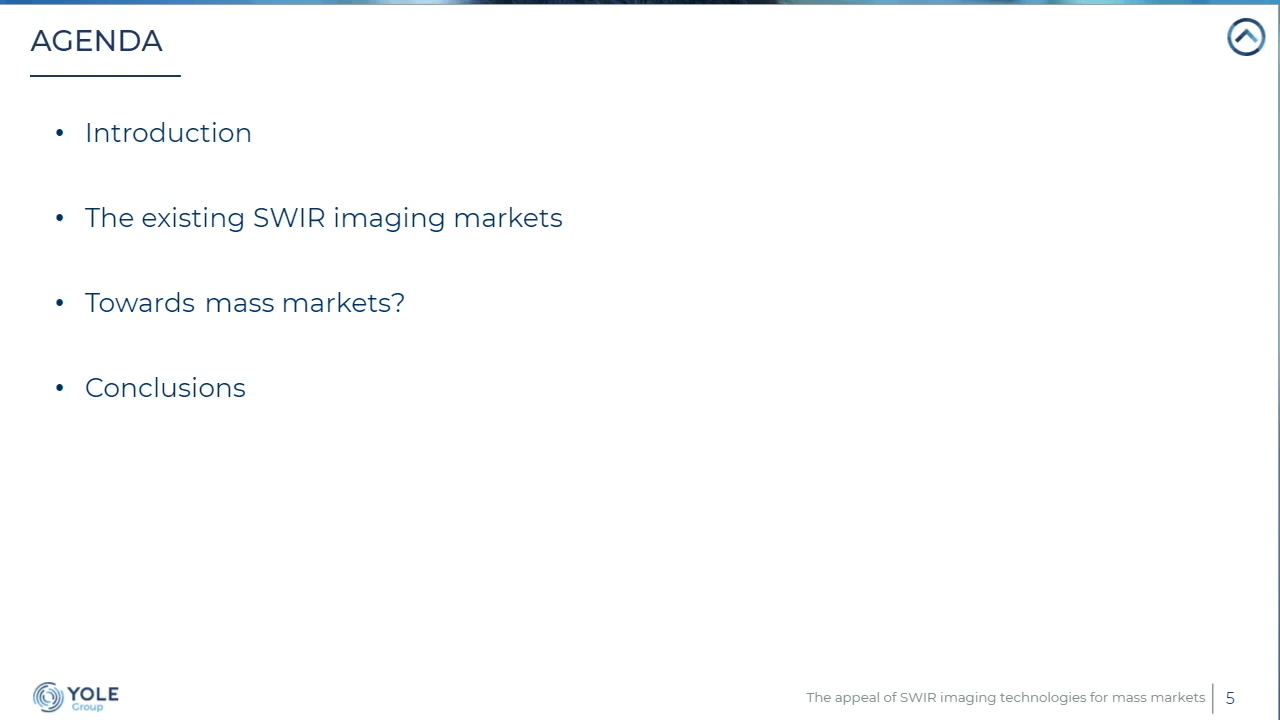 AGENDA
• Introduction
• The existing SWIR imaging markets
• Towards mass markets?
• Conclusions
YOLE
Group
The appeal of SWIR imaging technologies for mass markets
5